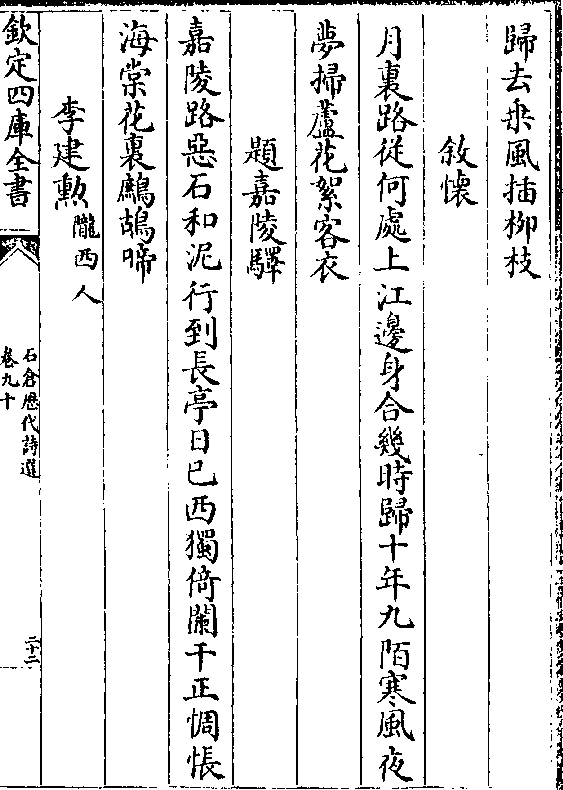 歸去乗風插柳枝
敘懷
月裏路從何處上江邊身合幾時歸十年九陌寒風夜
夢掃蘆花絮客衣
題嘉陵驛
嘉陵路惡石和泥行到長亭日已西獨倚闌干正惆悵
海棠花裏鷓鴣啼
李建勲隴西人
欽定四庫全書
石倉歷代詩選
卷九十
二十二